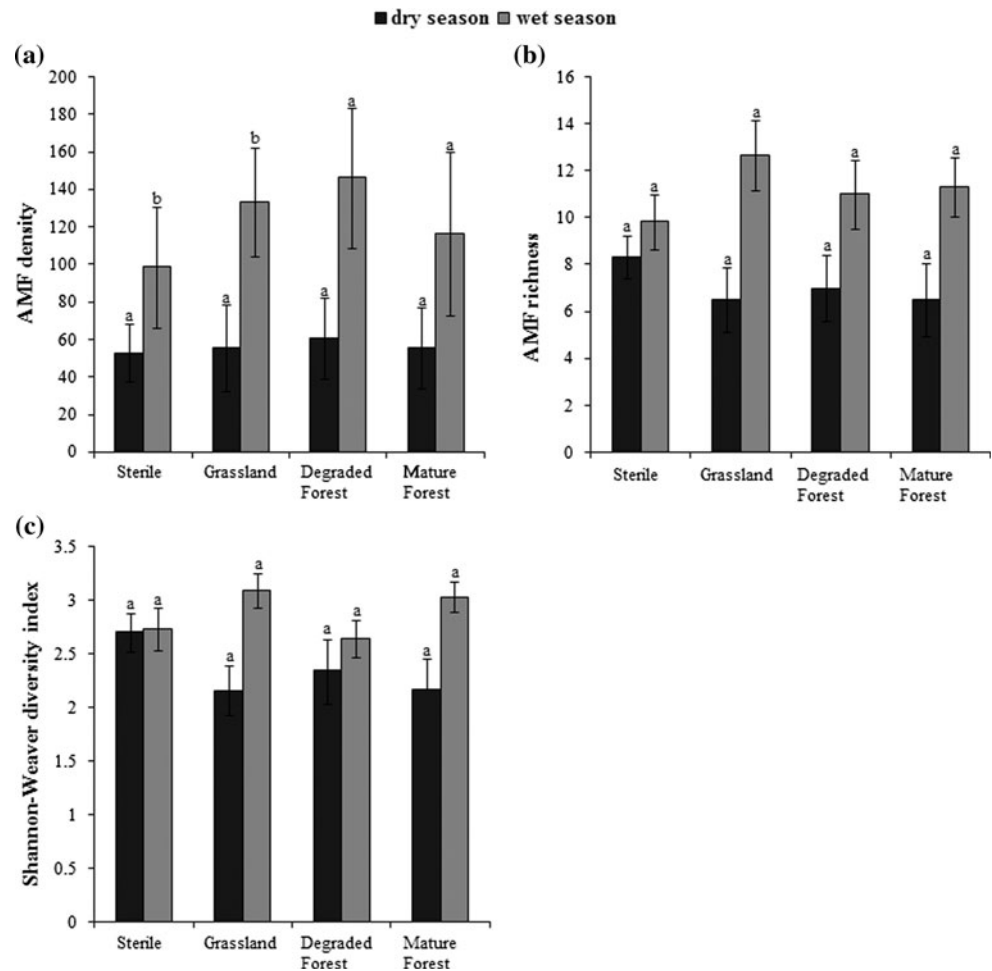 dry season wet season
(a)
200
180
160
140
120
100
80
60
40
20
0
AMF density
a b a b a a a a
Sterile Grassland Degraded Forest Mature Forest
(b)
16
14
12
10
8
6
4
2
0
AMF richness
a a a a a a a a
Sterile Grassland Degraded Forest Mature Forest
(c)
3.5
3
2.5
2
1.5
1
0.5
0
Shannon-Weaver diversity index
a a a a a a a a
Sterile Grassland Degraded Forest Mature Forest